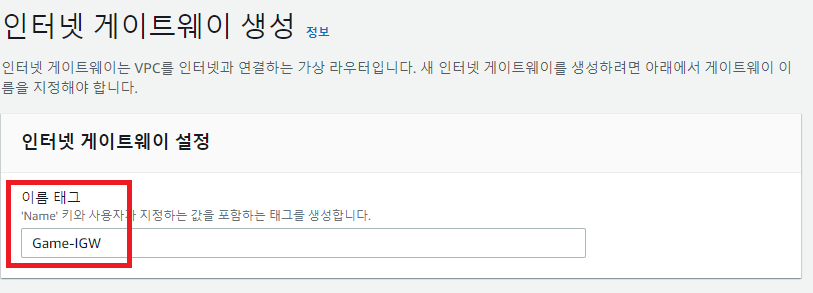 인터넷 게이트웨이 생성 정보
인터넷 게이트웨이는 VPC를 인터넷과 연결하는 가상 라우터입니다. 새 인터넷 게이트웨이를 생성하려면 아래에서 게이트웨이 이
름을 지정해야 합니다.
인터넷 게이트웨이 설정
이름 태그
'Name' 키와 사용자가 지정하는 값을 포함하는 태그를 생성합니다.
Game-IGW